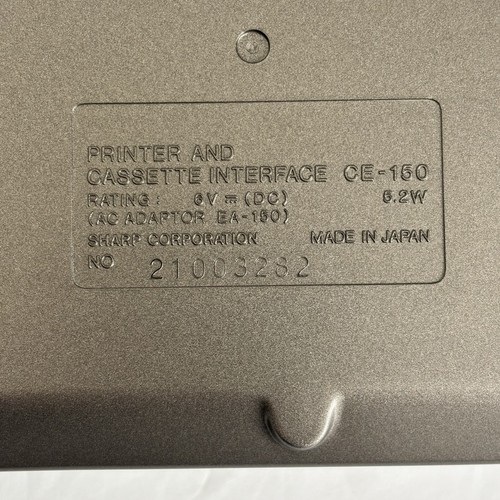 PRINTER AND
CASSETTE INTERFACE CE-150
RATING: 6V ⎓ (DC) 5.2W
(AC ADAPTOR EA-150)
SHARP CORPORATION MADE IN JAPAN
NO 21003282